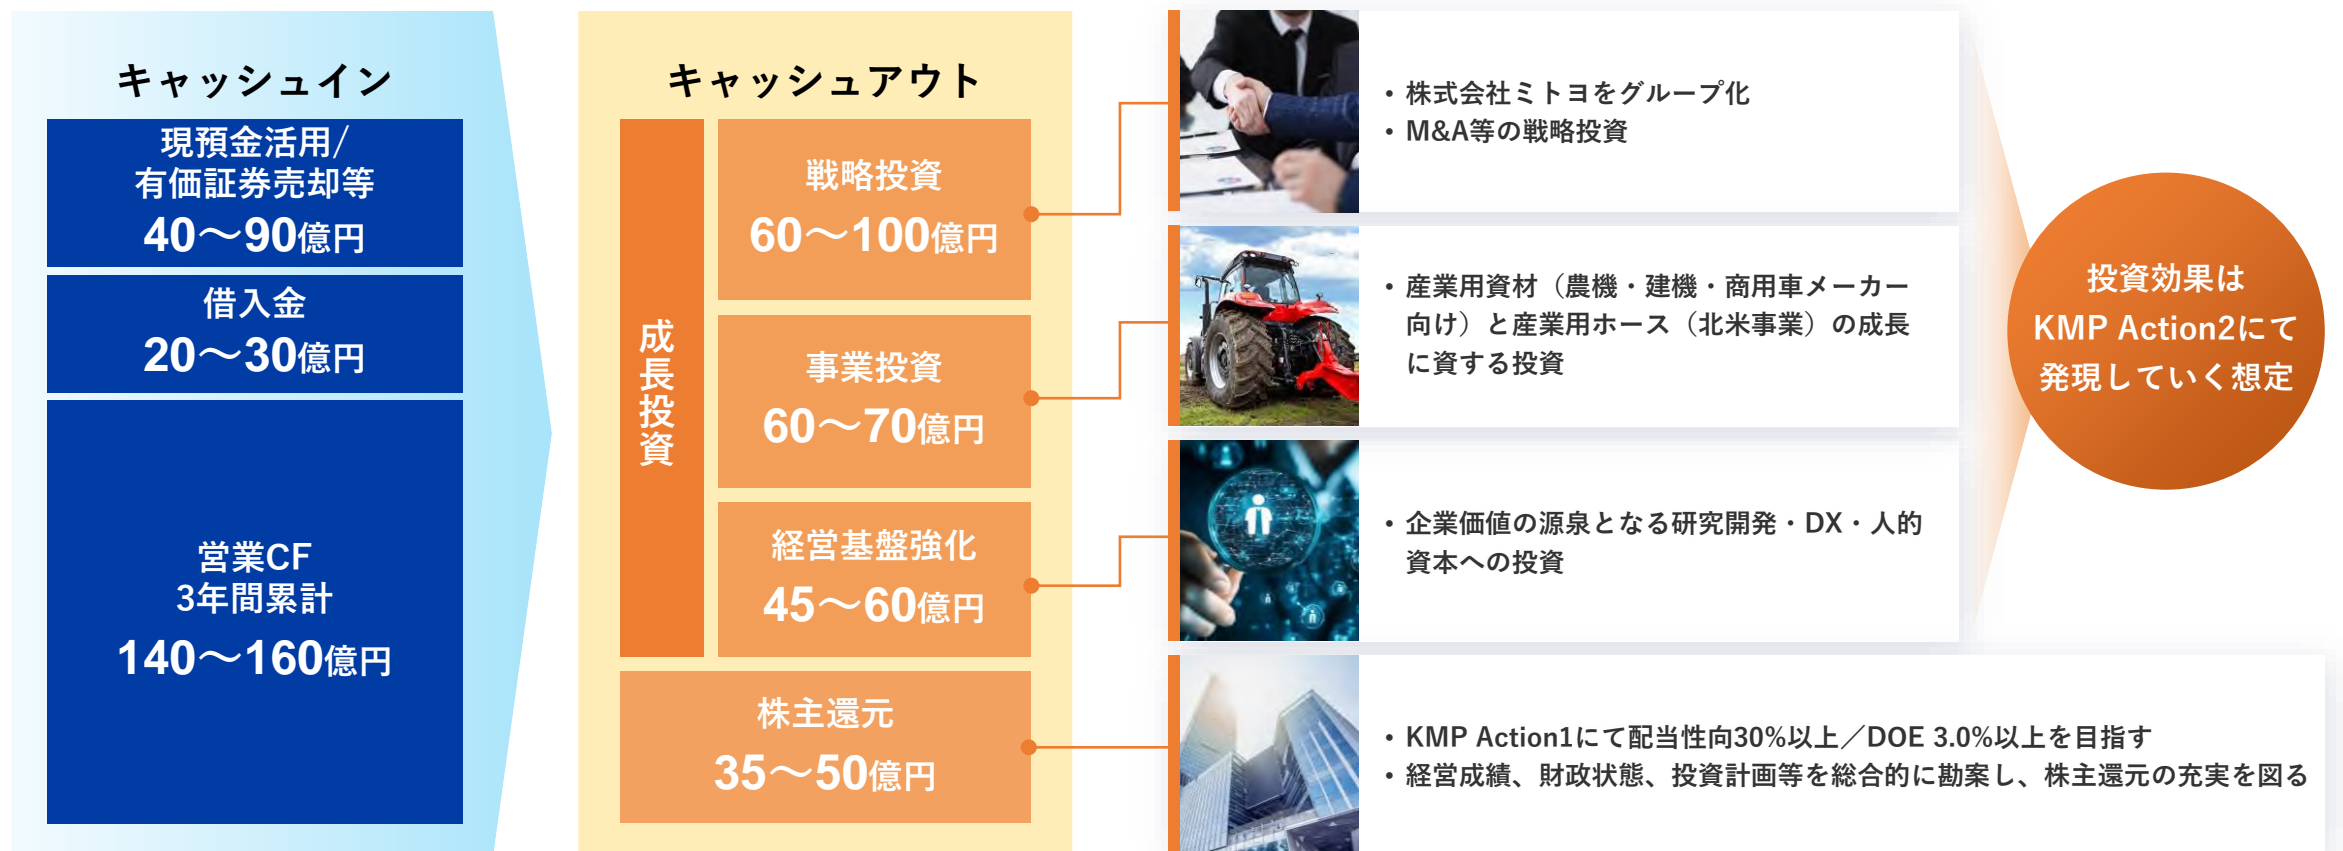 キャッシュイン
現預金活用/
有価証券売却等
40～90億円
借入金
20～30億円
営業CF
3年間累計
140～160億円
キャッシュアウト
成長投資
戦略投資
60～100億円
事業投資
60～70億円
経営基盤強化
45～60億円
株主還元
35～50億円
• 株式会社ミトヨをグループ化
• M&A等の戦略投資
• 産業用資材（農機・建機・商用車メーカー
向け）と産業用ホース（北米事業）の成長
に資する投資
• 企業価値の源泉となる研究開発・DX・人的
資本への投資
• KMP Action1にて配当性向30%以上／DOE 3.0%以上を目指す
• 経営成績、財政状態、投資計画等を総合的に勘案し、株主還元の充実を図る
投資効果は
KMP Action2にて
発現していく想定